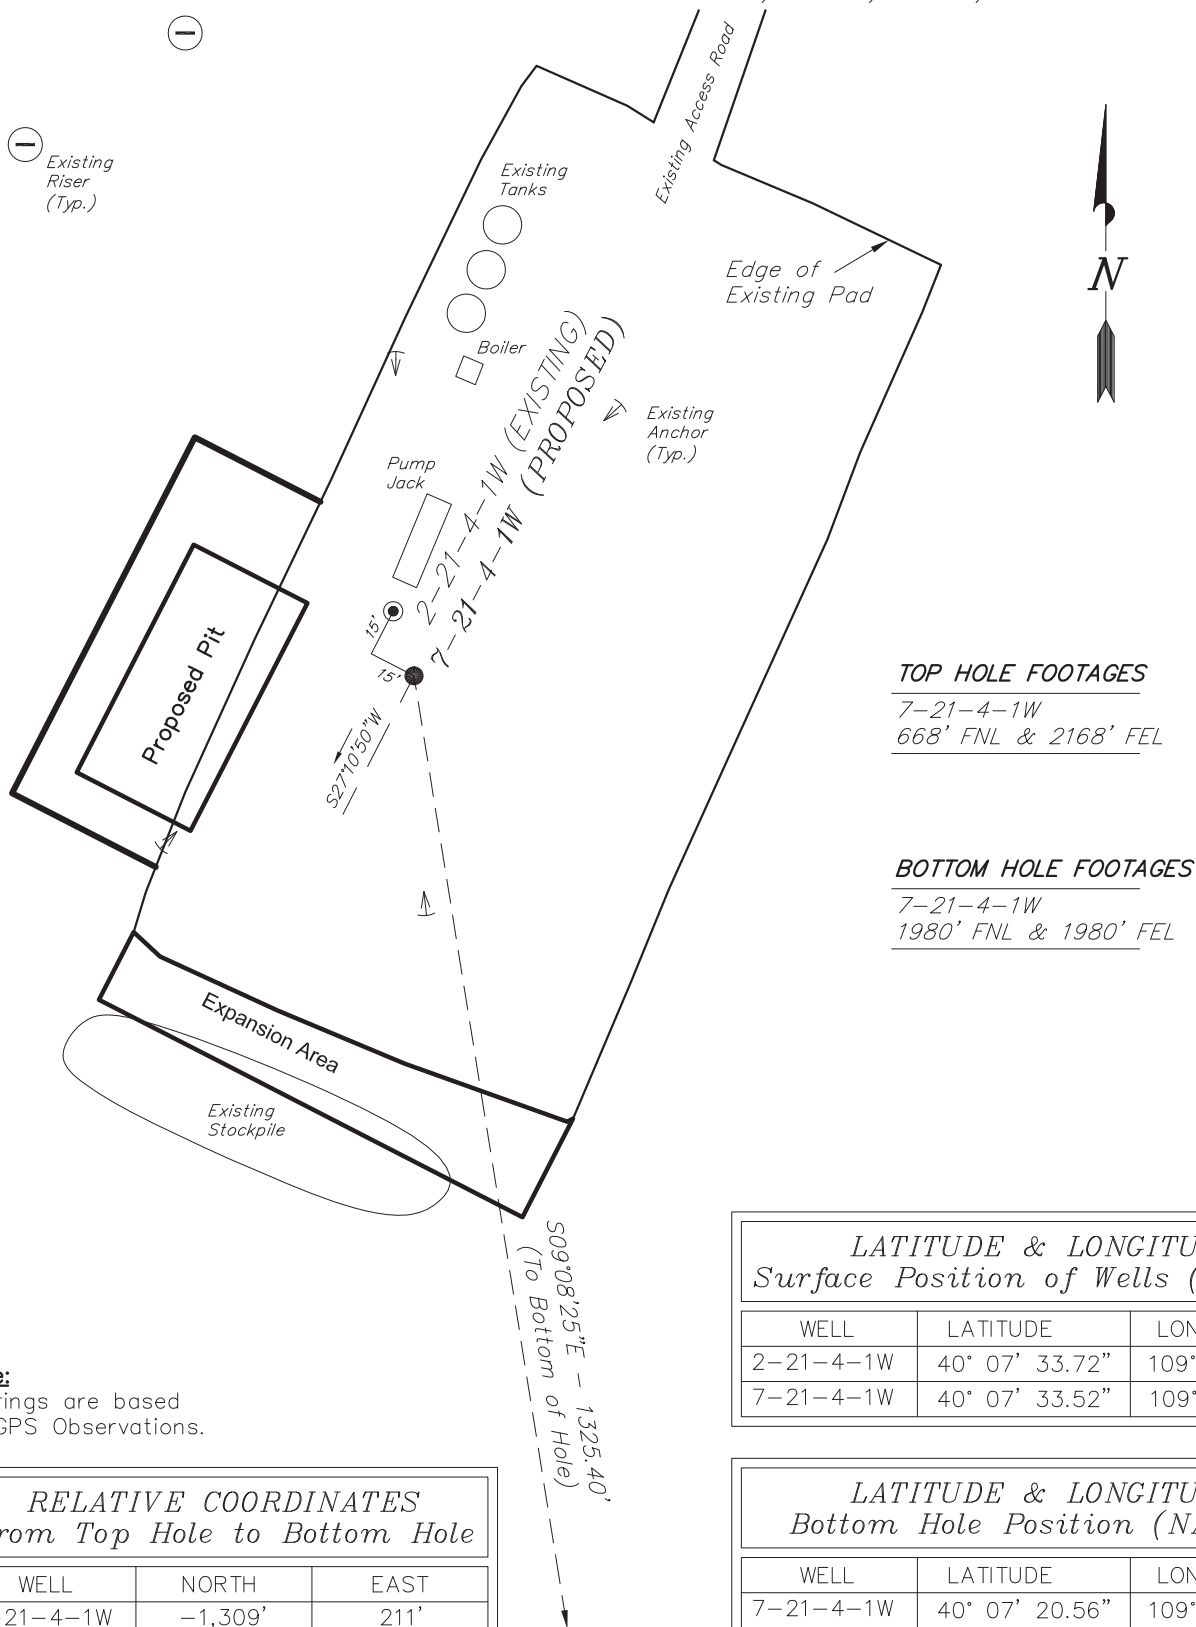 Existing Access Road
Existing
Riser
(Typ.)
Existing
Tanks
Edge of
Existing Pad
N
Boiler
2-21-4-1W (EXISTING)
7-21-4-1W (PROPOSED)
Existing
Anchor
(Typ.)
Pump
Jack
15'
15'
Proposed Pit
S27°10'50"W
TOP HOLE FOOTAGES
7-21-4-1W
668' FNL & 2168' FEL
BOTTOM HOLE FOOTAGES
7-21-4-1W
1980' FNL & 1980' FEL
Expansion Area
Existing
Stockpile
S09°08'25"E - 1325.40'
(To Bottom of Hole)
e:
rings are based
GPS Observations.
LATITUDE & LONGITU
Surface Position of Wells (
WELL LATITUDE LON
2-21-4-1W 40° 07' 33.72" 109°
7-21-4-1W 40° 07' 33.52" 109°
RELATIVE COORDINATES
rom Top Hole to Bottom Hole
WELL NORTH EAST
-21-4-1W -1,309' 211'
LATITUDE & LONGITU
Bottom Hole Position (NA
WELL LATITUDE LON
7-21-4-1W 40° 07' 20.56" 109°